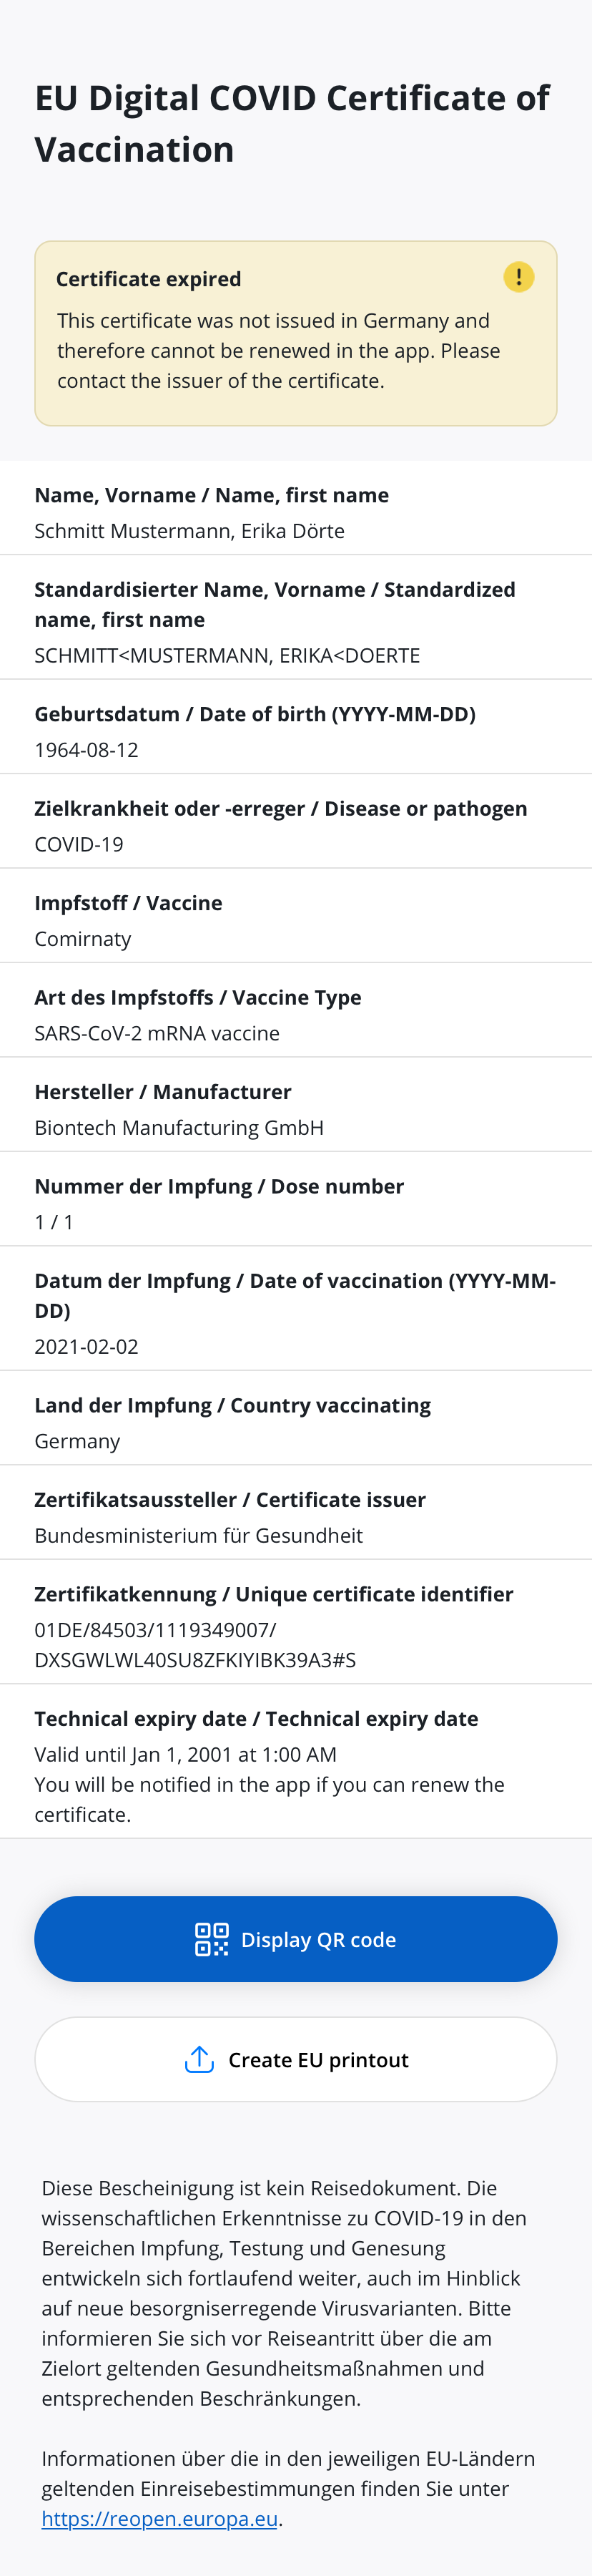 EU Digital COVID Certificate of
Vaccination
Certificate expired
This certificate was not issued in Germany and
therefore cannot be renewed in the app. Please
contact the issuer of the certificate.
Name, Vorname / Name, first name
Schmitt Mustermann, Erika Dörte
Standardisierter Name, Vorname / Standardized
name, first name
SCHMITT<MUSTERMANN, ERIKA<DOERTE
Geburtsdatum / Date of birth (YYYY-MM-DD)
1964-08-12
Zielkrankheit oder -erreger / Disease or pathogen
COVID-19
Impfstoff / Vaccine
Comirnaty
Art des Impfstoffs / Vaccine Type
SARS-CoV-2 mRNA vaccine
Hersteller / Manufacturer
Biontech Manufacturing GmbH
Nummer der Impfung / Dose number
1 / 1
Datum der Impfung / Date of vaccination (YYYY-MM-
DD)
2021-02-02
Land der Impfung / Country vaccinating
Germany
Zertifikatsaussteller / Certificate issuer
Bundesministerium für Gesundheit
Zertifikatkennung / Unique certificate identifier
01DE/84503/1119349007/
DXSGWLWL40SU8ZFKIYIBK39A3#S
Technical expiry date / Technical expiry date
Valid until Jan 1, 2001 at 1:00 AM
You will be notified in the app if you can renew the
certificate.
Display QR code
Create EU printout
Diese Bescheinigung ist kein Reisedokument. Die
wissenschaftlichen Erkenntnisse zu COVID-19 in den
Bereichen Impfung, Testung und Genesung
entwickeln sich fortlaufend weiter, auch im Hinblick
auf neue besorgniserregende Virusvarianten. Bitte
informieren Sie sich vor Reiseantritt über die am
Zielort geltenden Gesundheitsmaßnahmen und
entsprechenden Beschränkungen.
Informationen über die in den jeweiligen EU-Ländern
geltenden Einreisebestimmungen finden Sie unter
https://reopen.europa.eu.